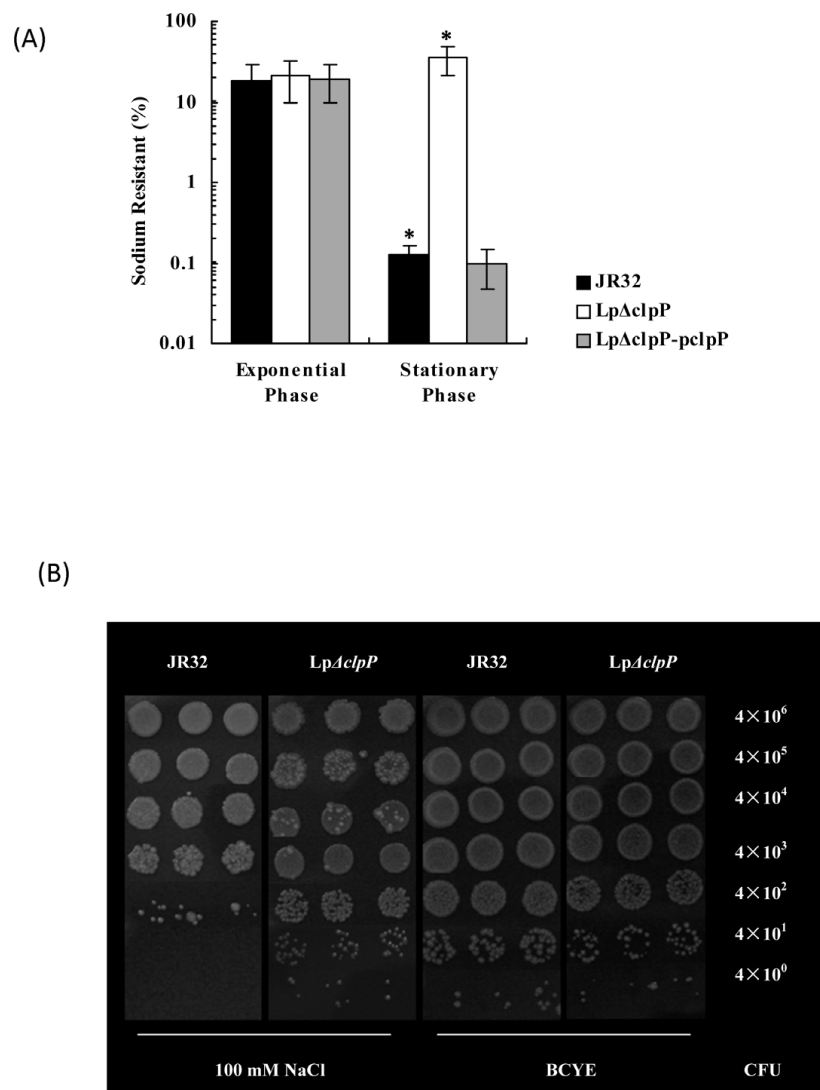 (A)
100
10
1
0.1
0.01
Sodium Resistant (%)
*
*
Exponential
Phase
Stationary
Phase
JR32
LpΔclpP
LpΔclpP-pclpP
(B)
JR32
LpΔclpP
JR32
LpΔclpP
4×10⁶
4×10⁵
4×10⁴
4×10³
4×10²
4×10¹
4×10⁰
100 mM NaCl
BCYE
CFU